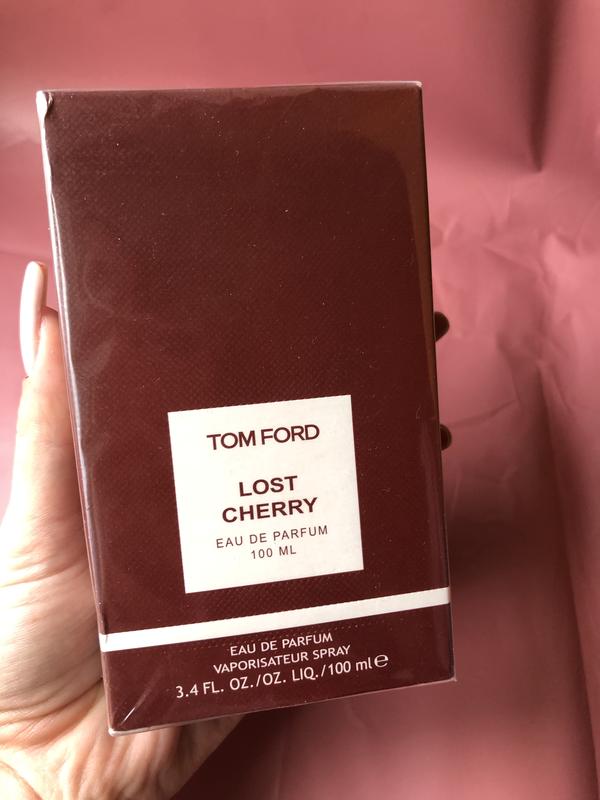 TOM FORD
LOST
CHERRY
EAU DE PARFUM
100 ML
EAU DE PARFUM
VAPORISATEUR SPRAY
3.4 FL. OZ./OZ. LIQ./100 ml ℮